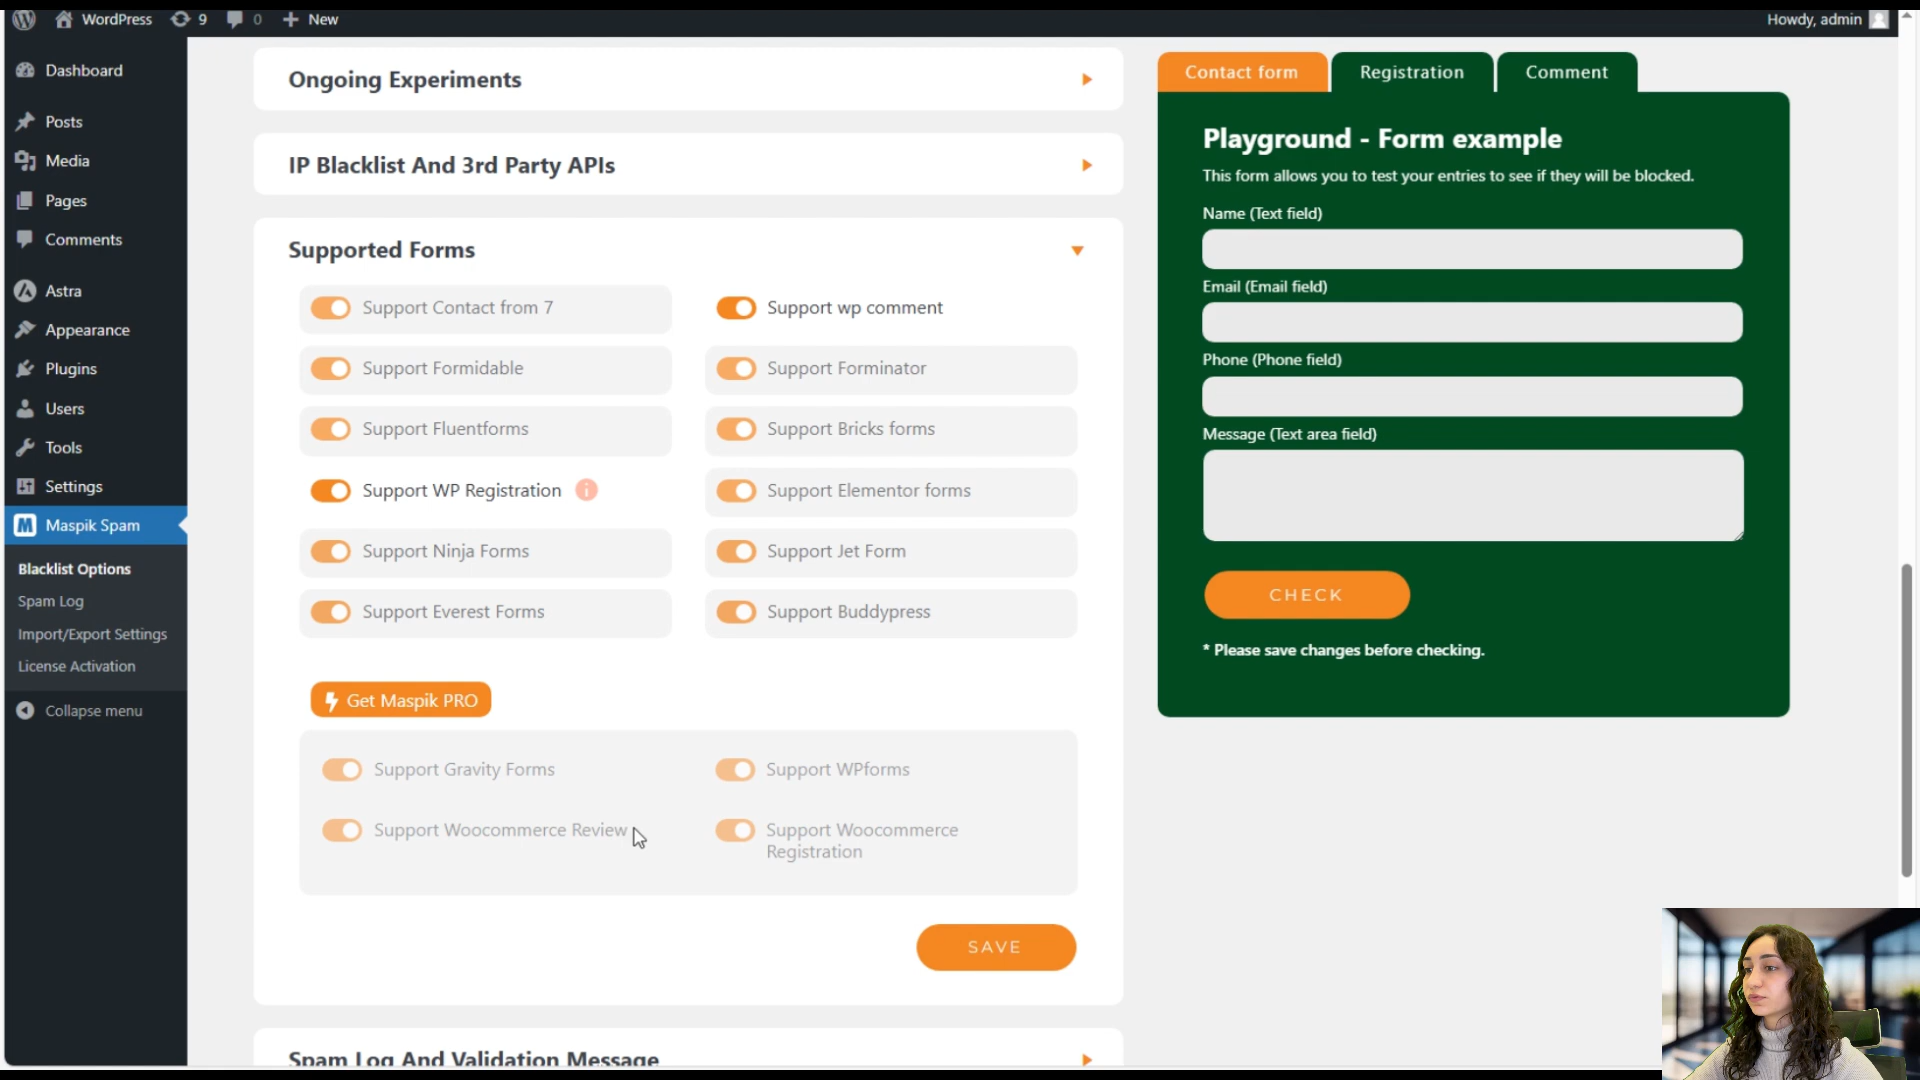 WordPress
9
0
New
Howdy, admin
Dashboard
Posts
Media
Pages
Comments
Astra
Appearance
Plugins
Users
Tools
Settings
Maspik Spam
Blacklist Options
Spam Log
Import/Export Settings
License Activation
Collapse menu
Ongoing Experiments
IP Blacklist And 3rd Party APIs
Supported Forms
Support Contact from 7
Support wp comment
Support Formidable
Support Forminator
Support Fluentforms
Support Bricks forms
Support WP Registration
Support Elementor forms
Support Ninja Forms
Support Jet Form
Support Everest Forms
Support Buddypress
Get Maspik PRO
Support Gravity Forms
Support WPforms
Support Woocommerce Review
Support Woocommerce
Registration
SAVE
Spam Log And Validation Message
Contact form
Registration
Comment
Playground - Form example
This form allows you to test your entries to see if they will be blocked.
Name (Text field)
Email (Email field)
Phone (Phone field)
Message (Text area field)
CHECK
* Please save changes before checking.